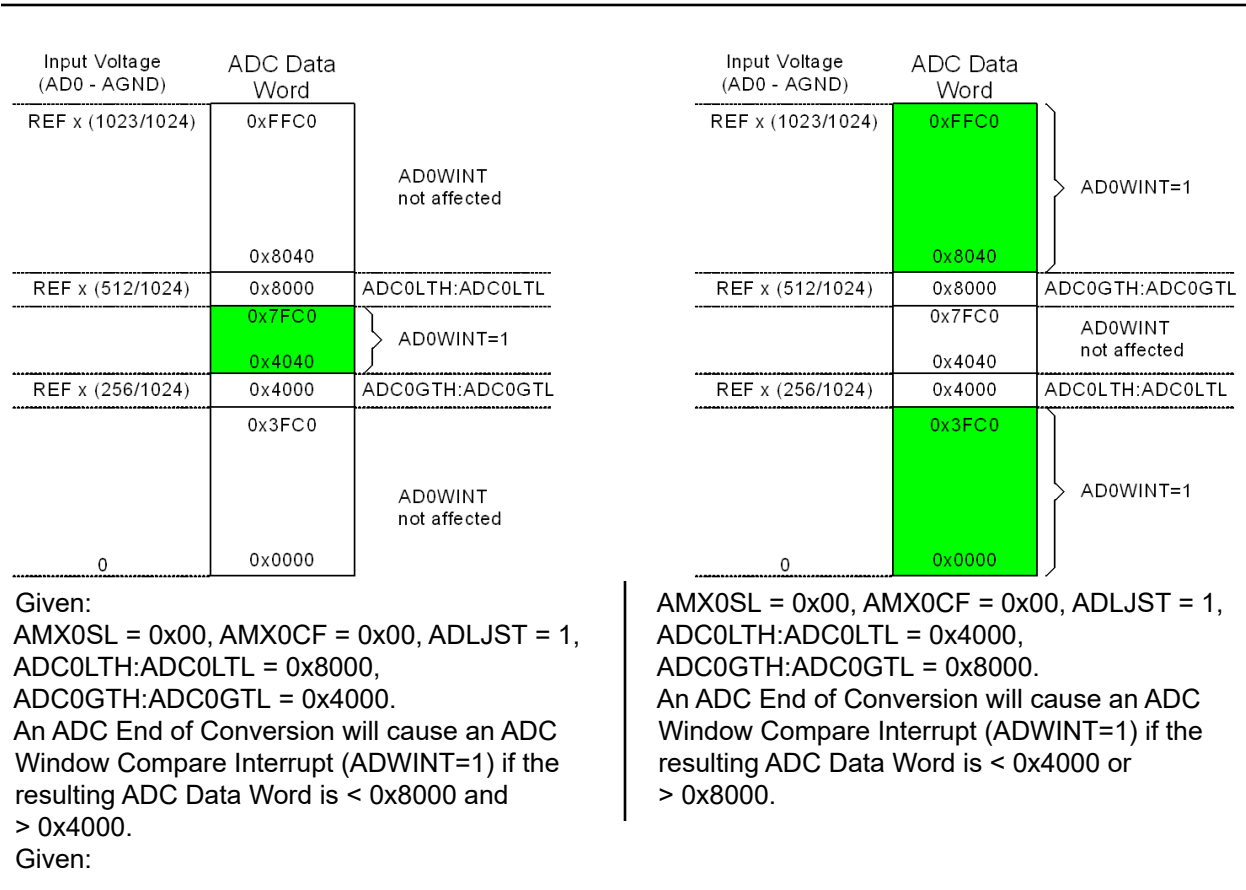 Input Voltage
(AD0 - AGND)
ADC Data
Word
REF x (1023/1024)
0xFFC0
AD0WINT
not affected
0x8040
REF x (512/1024)
0x8000
ADC0LTH:ADC0LTL
0x7FC0
AD0WINT=1
0x4040
REF x (256/1024)
0x4000
ADC0GTH:ADC0GTL
0x3FC0
AD0WINT
not affected
0
0x0000
Given:
AMX0SL = 0x00, AMX0CF = 0x00, ADLJST = 1,
ADC0LTH:ADC0LTL = 0x8000,
ADC0GTH:ADC0GTL = 0x4000.
An ADC End of Conversion will cause an ADC
Window Compare Interrupt (ADWINT=1) if the
resulting ADC Data Word is < 0x8000 and
> 0x4000.
Given:
Input Voltage
(AD0 - AGND)
ADC Data
Word
REF x (1023/1024)
0xFFC0
AD0WINT=1
0x8040
REF x (512/1024)
0x8000
ADC0GTH:ADC0GTL
0x7FC0
AD0WINT
not affected
0x4040
REF x (256/1024)
0x4000
ADC0LTH:ADC0LTL
0x3FC0
AD0WINT=1
0
0x0000
AMX0SL = 0x00, AMX0CF = 0x00, ADLJST = 1,
ADC0LTH:ADC0LTL = 0x4000,
ADC0GTH:ADC0GTL = 0x8000.
An ADC End of Conversion will cause an ADC
Window Compare Interrupt (ADWINT=1) if the
resulting ADC Data Word is < 0x4000 or
> 0x8000.